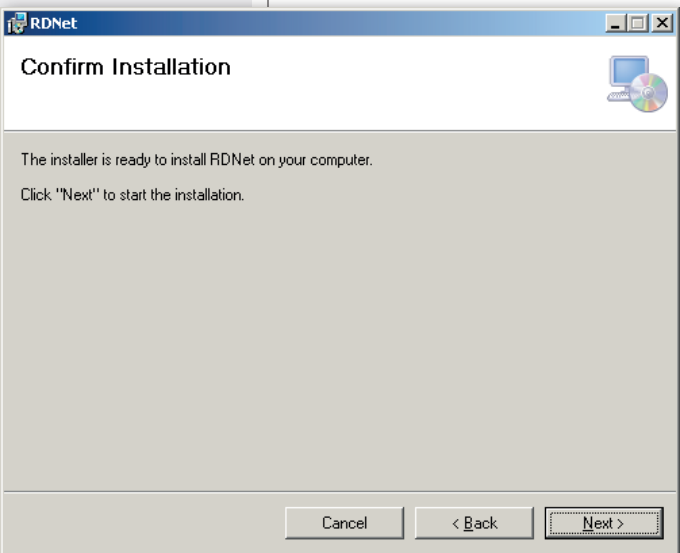 RDNet
Confirm Installation
The installer is ready to install RDNet on your computer.
Click "Next" to start the installation.
Cancel
< Back
Next >